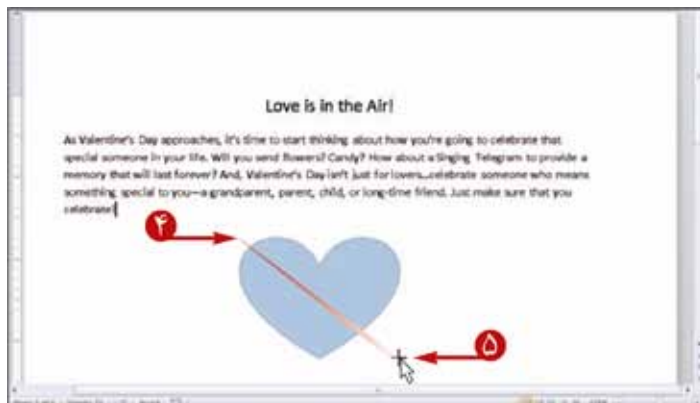 Love is in the Air!
As Valentine's Day approaches, it's time to start thinking about how you're going to celebrate that
special someone in your life. Will you send flowers? Candy? How about a Singing Telegram to provide a
memory that will last forever? And, Valentine's Day isn't just for lovers...celebrate someone who means
something special to you—a grandparent, parent, child, or long-time friend. Just make sure that you
celebrate!
۴
۵